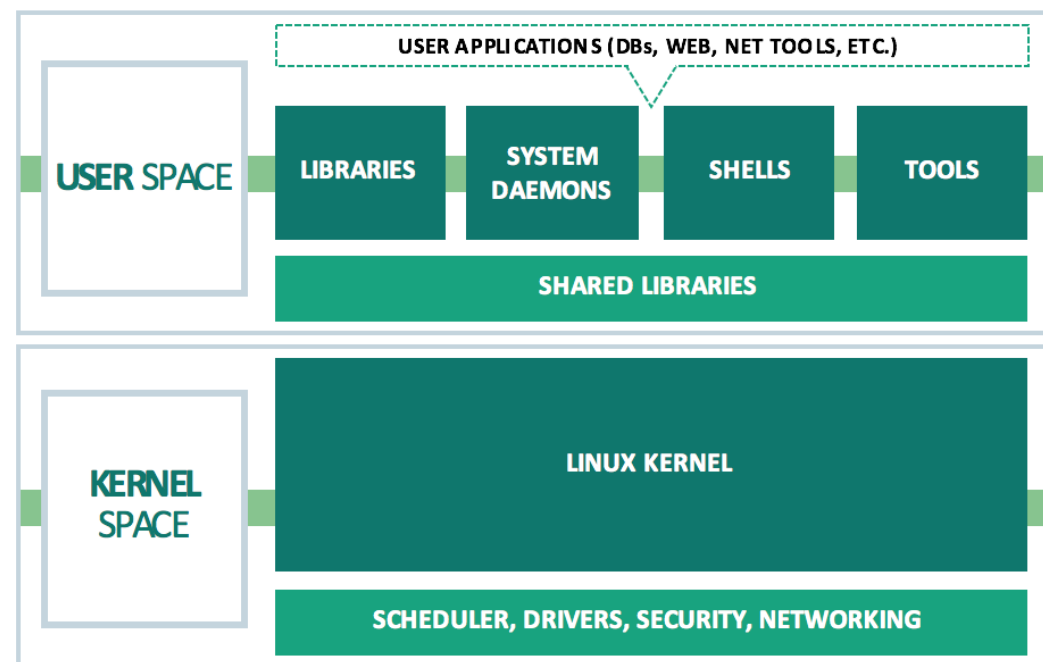 USER APPLICATIONS (DBs, WEB, NET TOOLS, ETC.)
USER SPACE
LIBRARIES
SYSTEM
DAEMONS
SHELLS
TOOLS
SHARED LIBRARIES
KERNEL
SPACE
LINUX KERNEL
SCHEDULER, DRIVERS, SECURITY, NETWORKING